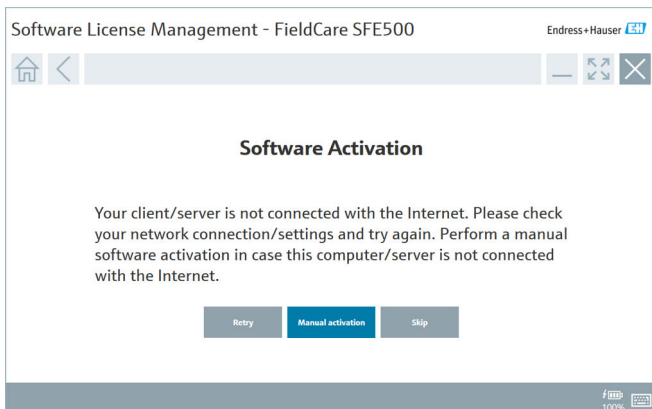 Software License Management - FieldCare SFE500
Endress+Hauser EH
Software Activation
Your client/server is not connected with the Internet. Please check
your network connection/settings and try again. Perform a manual
software activation in case this computer/server is not connected
with the Internet.
Retry Manual activation Skip
100%